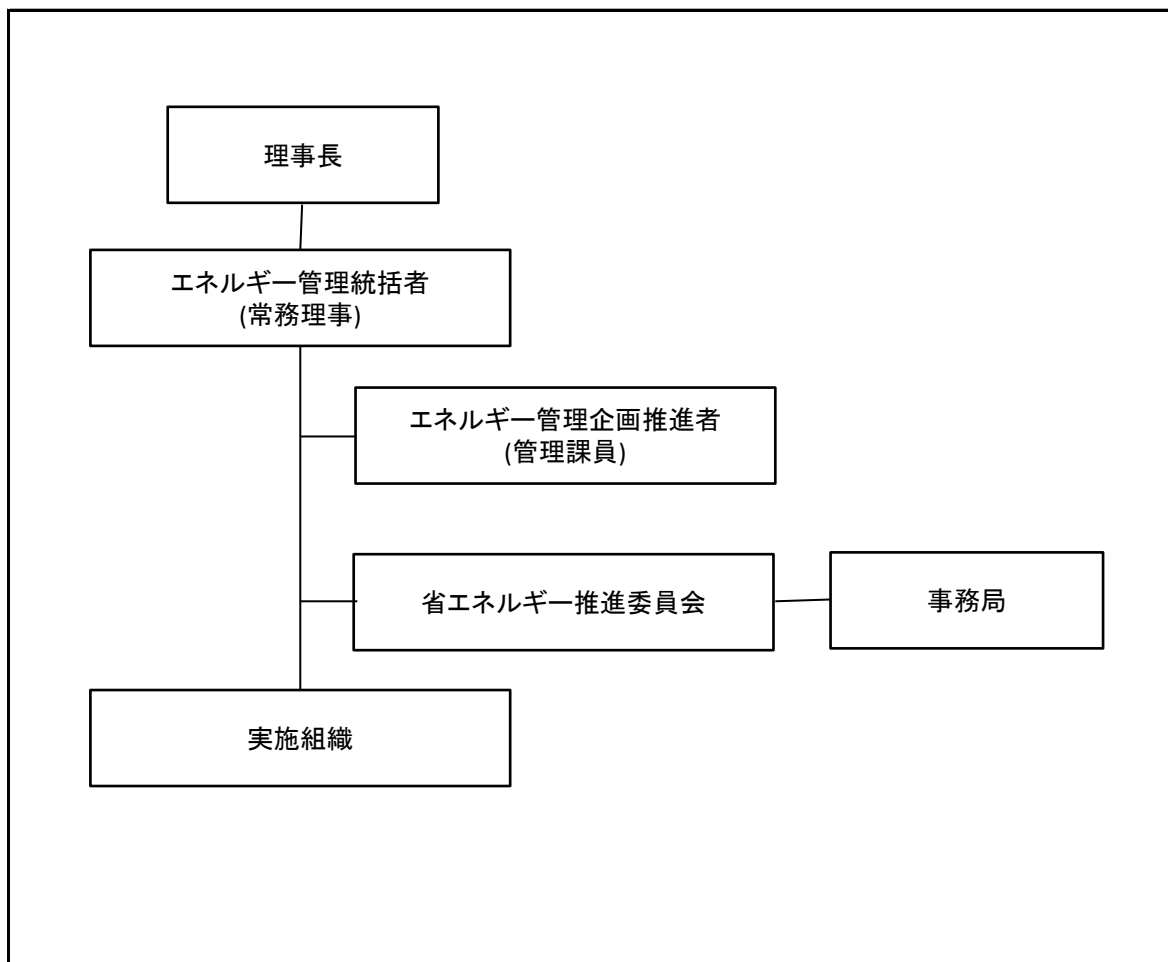 理事長
エネルギー管理統括者
(常務理事)
エネルギー管理企画推進者
(管理課員)
省エネルギー推進委員会
事務局
実施組織